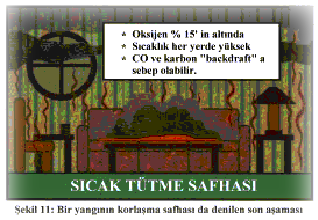 * Oksijen % 15' in altında
* Sıcaklık her yerde yüksek
* CO ve karbon "backdraft" a
sebep olabilir.
SICAK TÜTME SAFHASI
Şekil 11: Bir yangının korlaşma safhası da denilen son aşaması